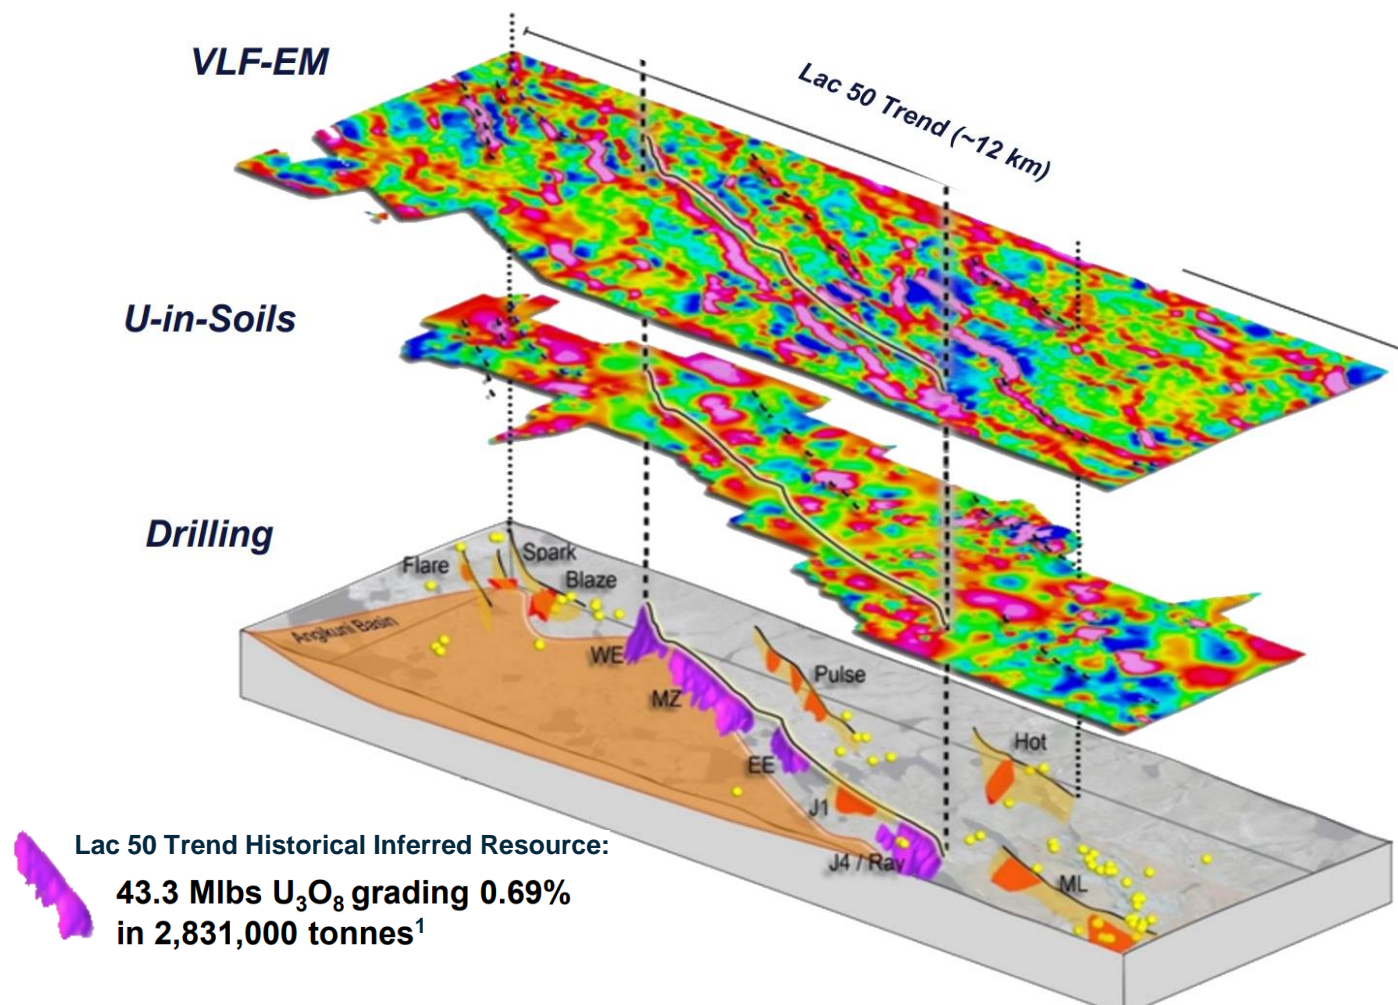 VLF-EM
Lac 50 Trend (~12 km)
U-in-Soils
Drilling
Flare
Spark
Blaze
Angikuni Basin
WE
MZ
Pulse
EE
Hot
J1
J4 / Ray
ML
Lac 50 Trend Historical Inferred Resource:
43.3 Mlbs U₃O₈ grading 0.69%
in 2,831,000 tonnes¹